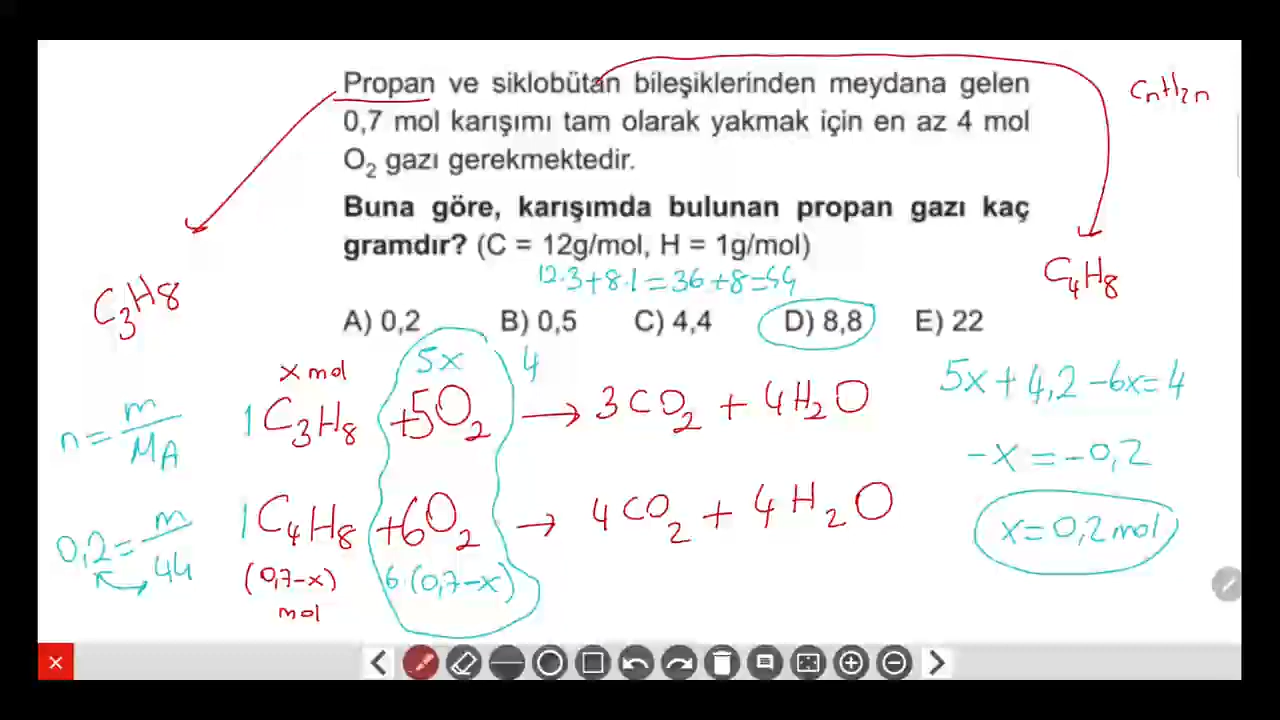 Propan ve siklobütan bileşiklerinden meydana gelen
0,7 mol karışımı tam olarak yakmak için en az 4 mol
O₂ gazı gerekmektedir.
CnH2n
Buna göre, karışımda bulunan propan gazı kaç
gramdır? (C = 12g/mol, H = 1g/mol)
12.3+8.1=36+8=44
C₃H8
C₄H8
A) 0,2 B) 0,5 C) 4,4 D) 8,8 E) 22
x mol
5x
4
n = m/MA
1C₃H8 + 5O₂ → 3CO₂ + 4H₂O
5x + 4,2 - 6x = 4
-x = -0,2
0,2 = m/44
1C₄H8 + 6O₂ → 4CO₂ + 4H₂O
x = 0,2 mol
(0,7-x)
mol
6.(0,7-x)